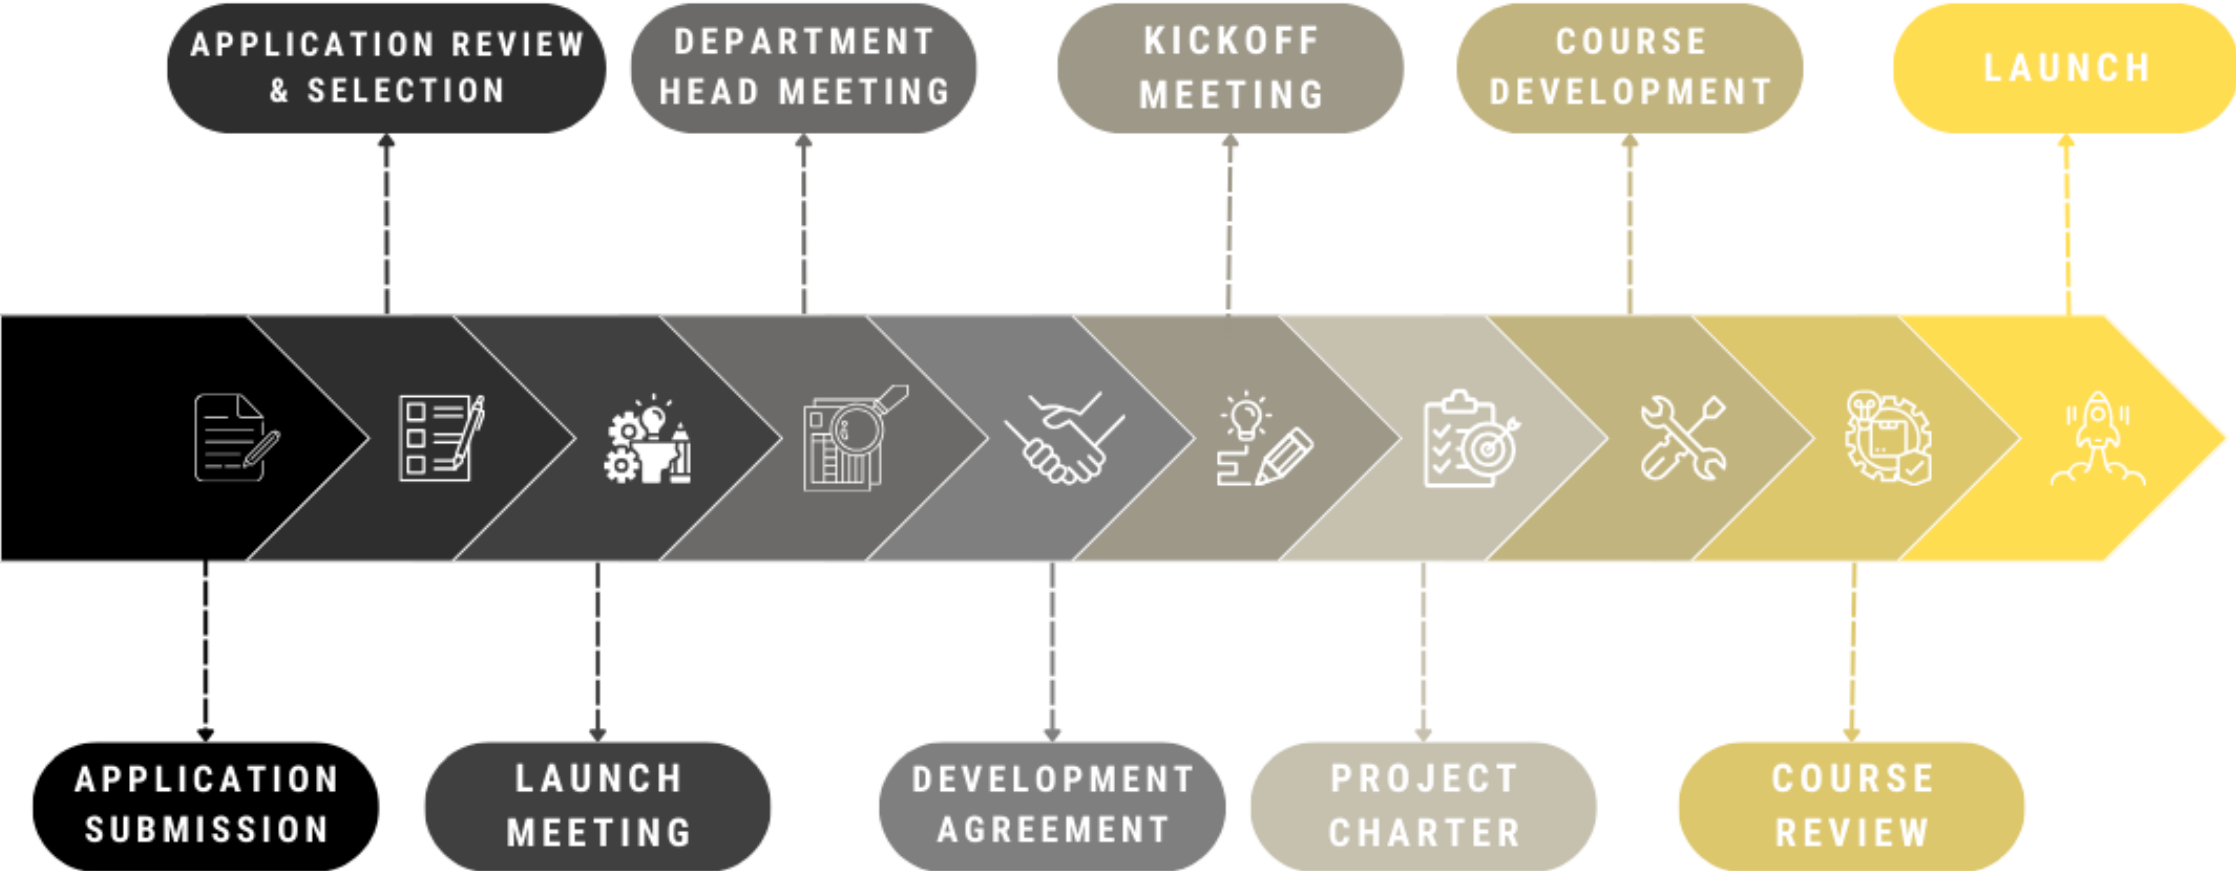 APPLICATION REVIEW
& SELECTION
DEPARTMENT
HEAD MEETING
KICKOFF
MEETING
COURSE
DEVELOPMENT
LAUNCH
APPLICATION
SUBMISSION
LAUNCH
MEETING
DEVELOPMENT
AGREEMENT
PROJECT
CHARTER
COURSE
REVIEW